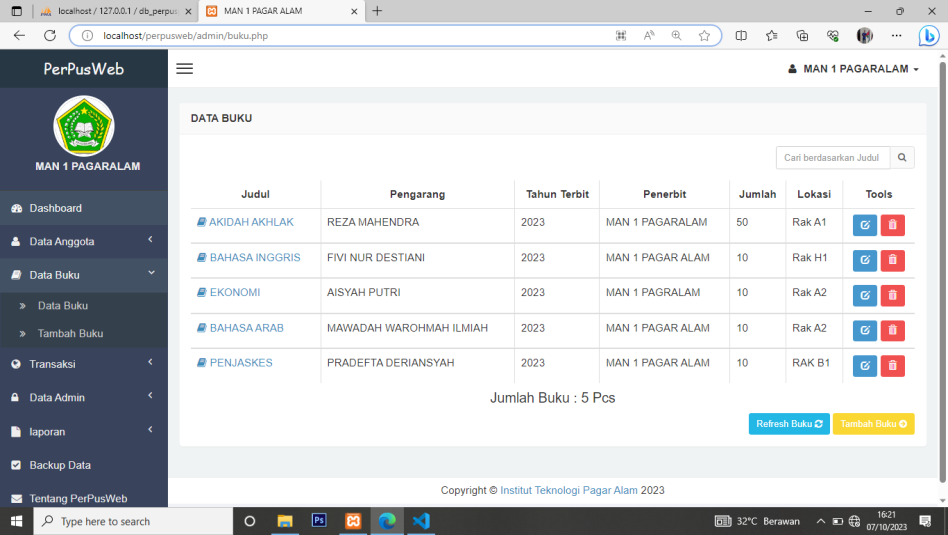 localhost / 127.0.0.1 / db_perpus
MAN 1 PAGAR ALAM
localhost/perpusweb/admin/buku.php
PerPusWeb
MAN 1 PAGARALAM
MAN 1 PAGARALAM
Dashboard
Data Anggota
Data Buku
Data Buku
Tambah Buku
Transaksi
Data Admin
laporan
Backup Data
Tentang PerPusWeb
DATA BUKU
Cari berdasarkan Judul
Judul Pengarang Tahun Terbit Penerbit Jumlah Lokasi Tools
AKIDAH AKHLAK REZA MAHENDRA 2023 MAN 1 PAGARALAM 50 Rak A1
BAHASA INGGRIS FIVI NUR DESTIANI 2023 MAN 1 PAGARALAM 10 Rak H1
EKONOMI AISYAH PUTRI 2023 MAN 1 PAGRALAM 10 Rak A2
BAHASA ARAB MAWADAH WAROHMAH ILMIAH 2023 MAN 1 PAGAR ALAM 10 Rak A2
PENJASKES PRADEFTA DERIANSYAH 2023 MAN 1 PAGAR ALAM 10 RAK B1
Jumlah Buku : 5 Pcs
Refresh Buku Tambah Buku
Copyright © Institut Teknologi Pagar Alam 2023
Type here to search
Ps
32°C Berawan
16:21
07/10/2023